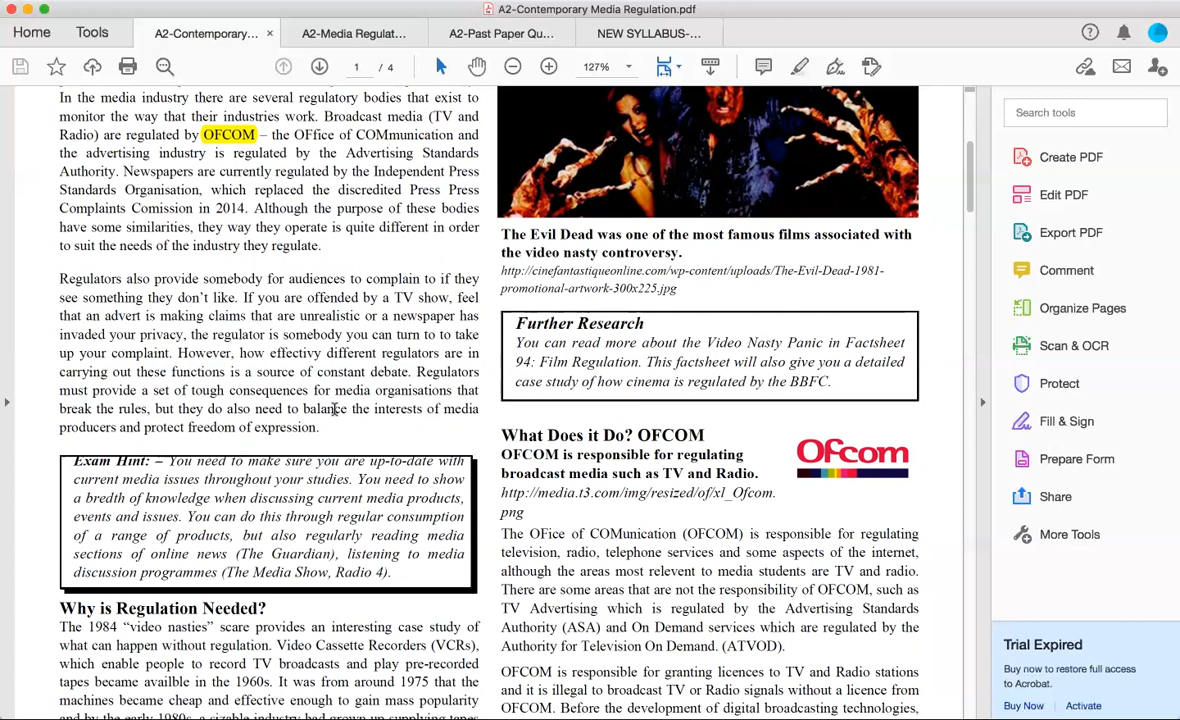 A2-Contemporary Media Regulation.pdf
Home
Tools
A2-Contemporary...
A2-Media Regulat...
A2-Past Paper Qu...
NEW SYLLABUS-...
1 / 4
127%
In the media industry there are several regulatory bodies that exist to
monitor the way that their industries work. Broadcast media (TV and
Radio) are regulated by OFCOM – the OFfice of COMmunication and
the advertising industry is regulated by the Advertising Standards
Authority. Newspapers are currently regulated by the Independent Press
Standards Organisation, which replaced the discredited Press Press
Complaints Comission in 2014. Although the purpose of these bodies
have some similarities, they way they operate is quite different in order
to suit the needs of the industry they regulate.
Regulators also provide somebody for audiences to complain to if they
see something they don't like. If you are offended by a TV show, feel
that an advert is making claims that are unrealistic or a newspaper has
invaded your privacy, the regulator is somebody you can turn to to take
up your complaint. However, how effectivy different regulators are in
carrying out these functions is a source of constant debate. Regulators
must provide a set of tough consequences for media organisations that
break the rules, but they do also need to balance the interests of media
producers and protect freedom of expression.
Exam Hint: – You need to make sure you are up-to-date with
current media issues throughout your studies. You need to show
a bredth of knowledge when discussing current media products,
events and issues. You can do this through regular consumption
of a range of products, but also regularly reading media
sections of online news (The Guardian), listening to media
discussion programmes (The Media Show, Radio 4).
Why is Regulation Needed?
The 1984 “video nasties” scare provides an interesting case study of
what can happen without regulation. Video Cassette Recorders (VCRs),
which enable people to record TV broadcasts and play pre-recorded
tapes became availble in the 1960s. It was from around 1975 that the
machines became cheap and effective enough to gain mass popularity
and by the early 1980s, a sizable industry had grown up supplying tapes
The Evil Dead was one of the most famous films associated with
the video nasty controversy.
http://cinefantastiqueonline.com/wp-content/uploads/The-Evil-Dead-1981-
promotional-artwork-300x225.jpg
Further Research
You can read more about the Video Nasty Panic in Factsheet
94: Film Regulation. This factsheet will also give you a detailed
case study of how cinema is regulated by the BBFC.
What Does it Do? OFCOM
OFCOM is responsible for regulating
broadcast media such as TV and Radio.
http://media.t3.com/img/resized/of/xl_Ofcom.
png
Ofcom
The OFice of COMunication (OFCOM) is responsible for regulating
television, radio, telephone services and some aspects of the internet,
although the areas most relevent to media students are TV and radio.
There are some areas that are not the responsibility of OFCOM, such as
TV Advertising which is regulated by the Advertising Standards
Authority (ASA) and On Demand services which are regulated by the
Authority for Television On Demand. (ATVOD).
OFCOM is responsible for granting licences to TV and Radio stations
and it is illegal to broadcast TV or Radio signals without a licence from
OFCOM. Before the development of digital broadcasting technologies,
Search tools
Create PDF
Edit PDF
Export PDF
Comment
Organize Pages
Scan & OCR
Protect
Fill & Sign
Prepare Form
Share
More Tools
Trial Expired
Buy now to restore full access
to Acrobat.
Buy Now
Activate